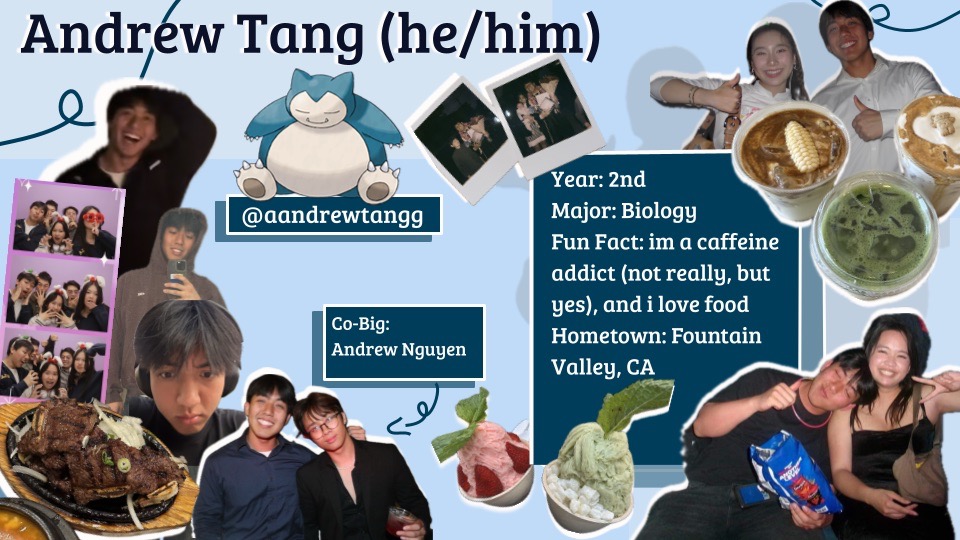 Andrew Tang (he/him)
@aandrewtangg
Year: 2nd
Major: Biology
Fun Fact: im a caffeine
addict (not really, but
yes), and i love food
Hometown: Fountain
Valley, CA
Co-Big:
Andrew Nguyen